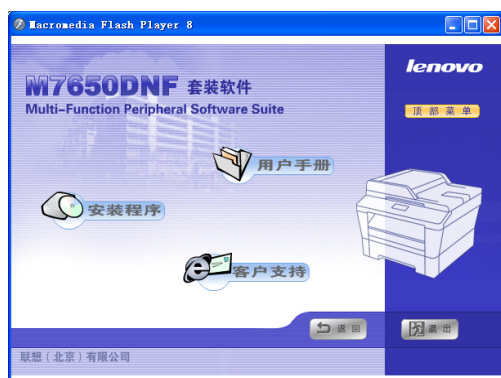 Macromedia Flash Player 8
lenovo
M7650DNF 套装软件
Multi-Function Peripheral Software Suite
顶部菜单
用户手册
安装程序
客户支持
返回
退出
联想(北京)有限公司